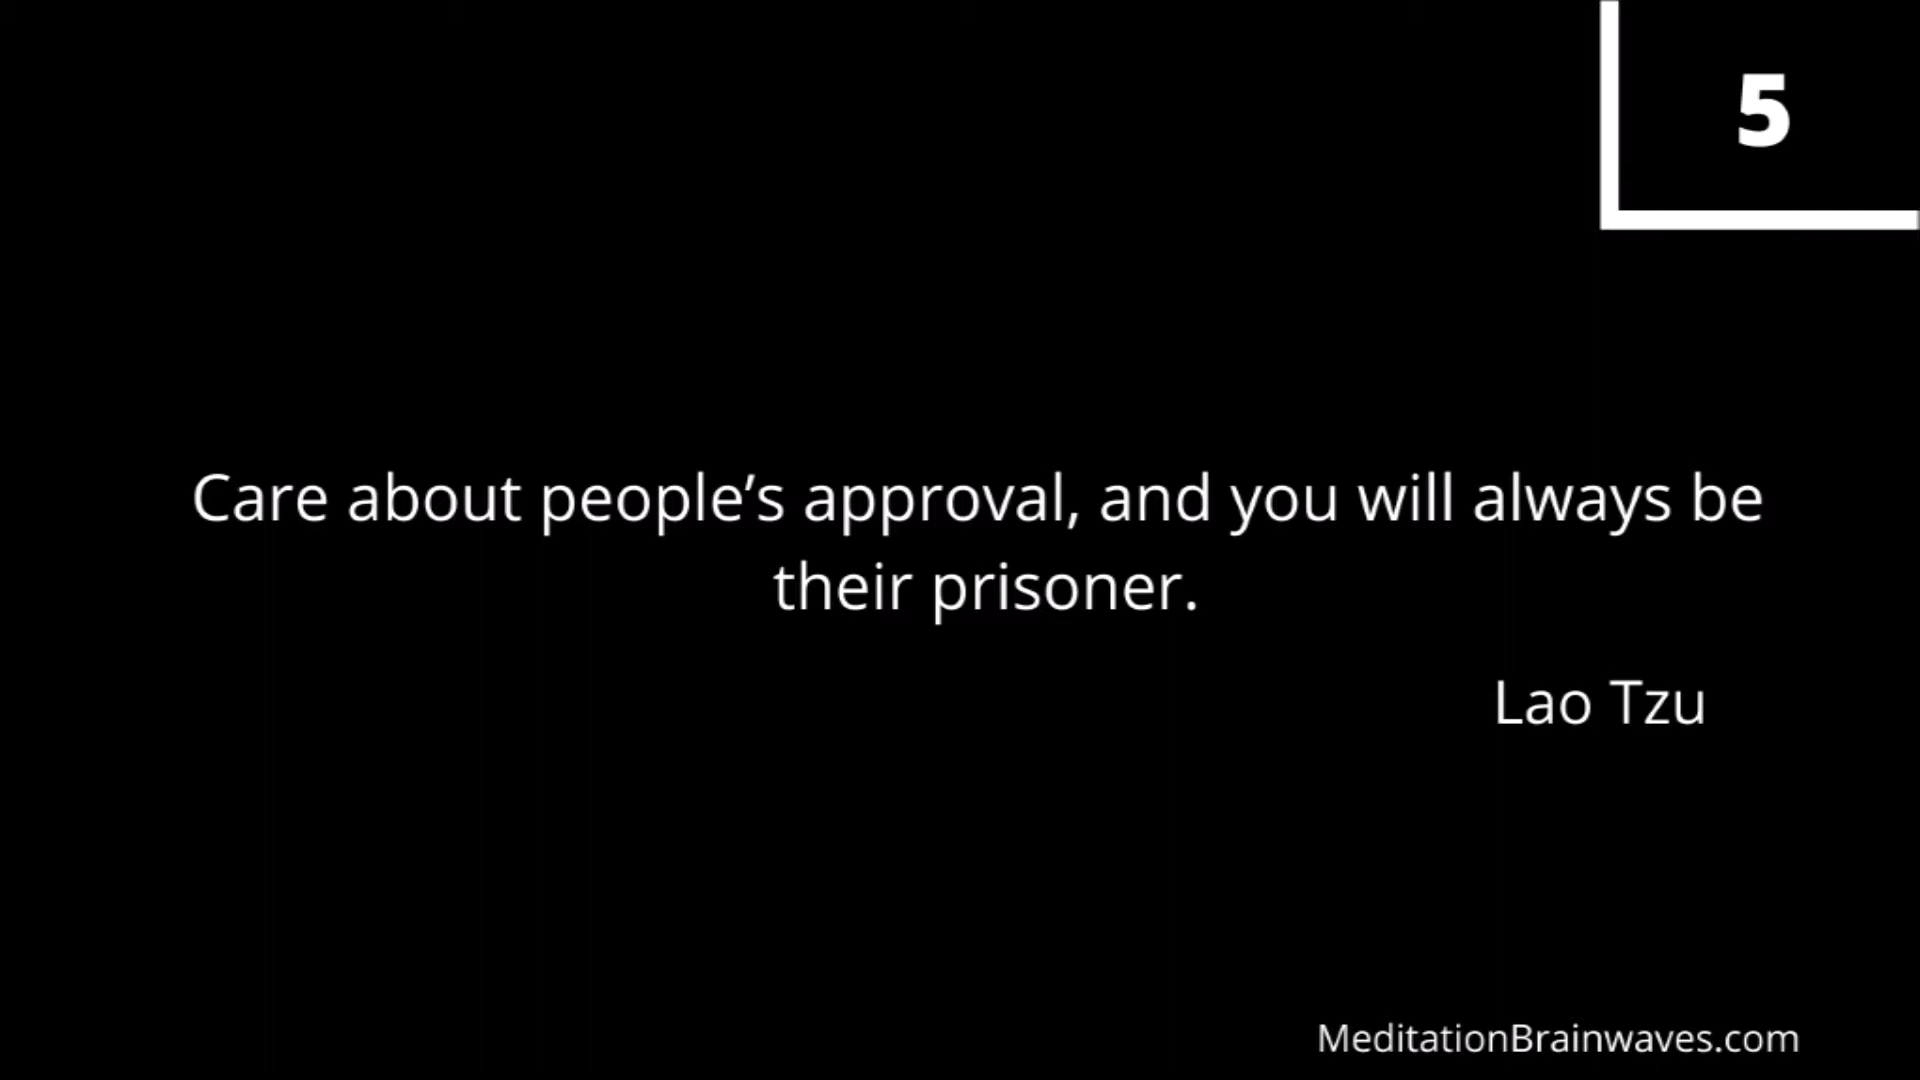 5
Care about people’s approval, and you will always be
their prisoner.
Lao Tzu
MeditationBrainwaves.com